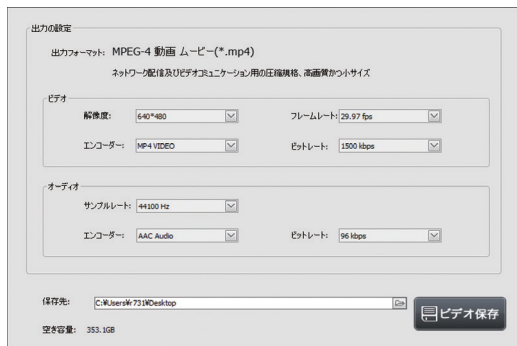 出力の設定
出力フォーマット: MPEG-4 動画 ムービー(*.mp4)
ネットワーク配信及びビデオコミュニケーション用の圧縮規格、高画質かつ小サイズ
ビデオ
解像度: 640*480 フレームレート: 29.97 fps
エンコーダー: MP4 VIDEO ビットレート: 1500 kbps
オーディオ
サンプルレート: 44100 Hz
エンコーダー: AAC Audio ビットレート: 96 kbps
保存先: C:¥Users¥r731¥Desktop
ビデオ保存
空き容量: 353.1GB